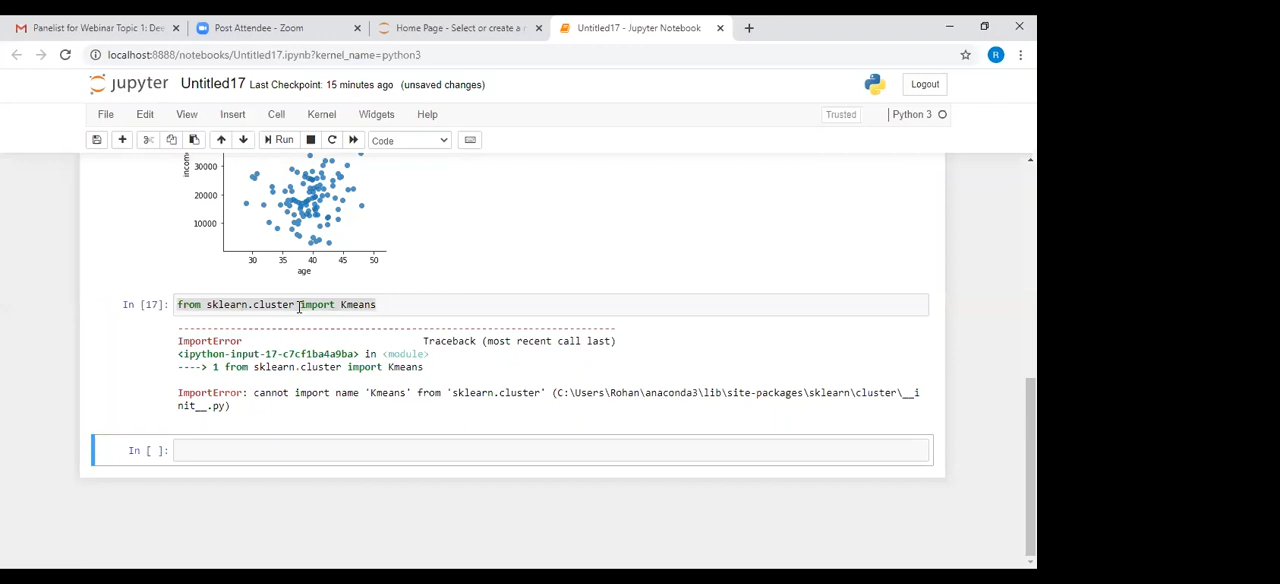 Panelist for Webinar Topic 1: Dee
Post Attendee - Zoom
Home Page - Select or create a n
Untitled17 - Jupyter Notebook
localhost:8888/notebooks/Untitled17.ipynb?kernel_name=python3
R
jupyter Untitled17 Last Checkpoint: 15 minutes ago (unsaved changes)
Logout
File Edit View Insert Cell Kernel Widgets Help
Trusted
Python 3
Run
Code
income
30000
20000
10000
30 35 40 45 50
age
In [17]: from sklearn.cluster import Kmeans
---------------------------------------------------------------------------
ImportError Traceback (most recent call last)
<ipython-input-17-c7cf1ba4a9ba> in <module>
----> 1 from sklearn.cluster import Kmeans
ImportError: cannot import name 'Kmeans' from 'sklearn.cluster' (C:\Users\Rohan\anaconda3\lib\site-packages\sklearn\cluster\__i
nit__.py)
In [ ]: